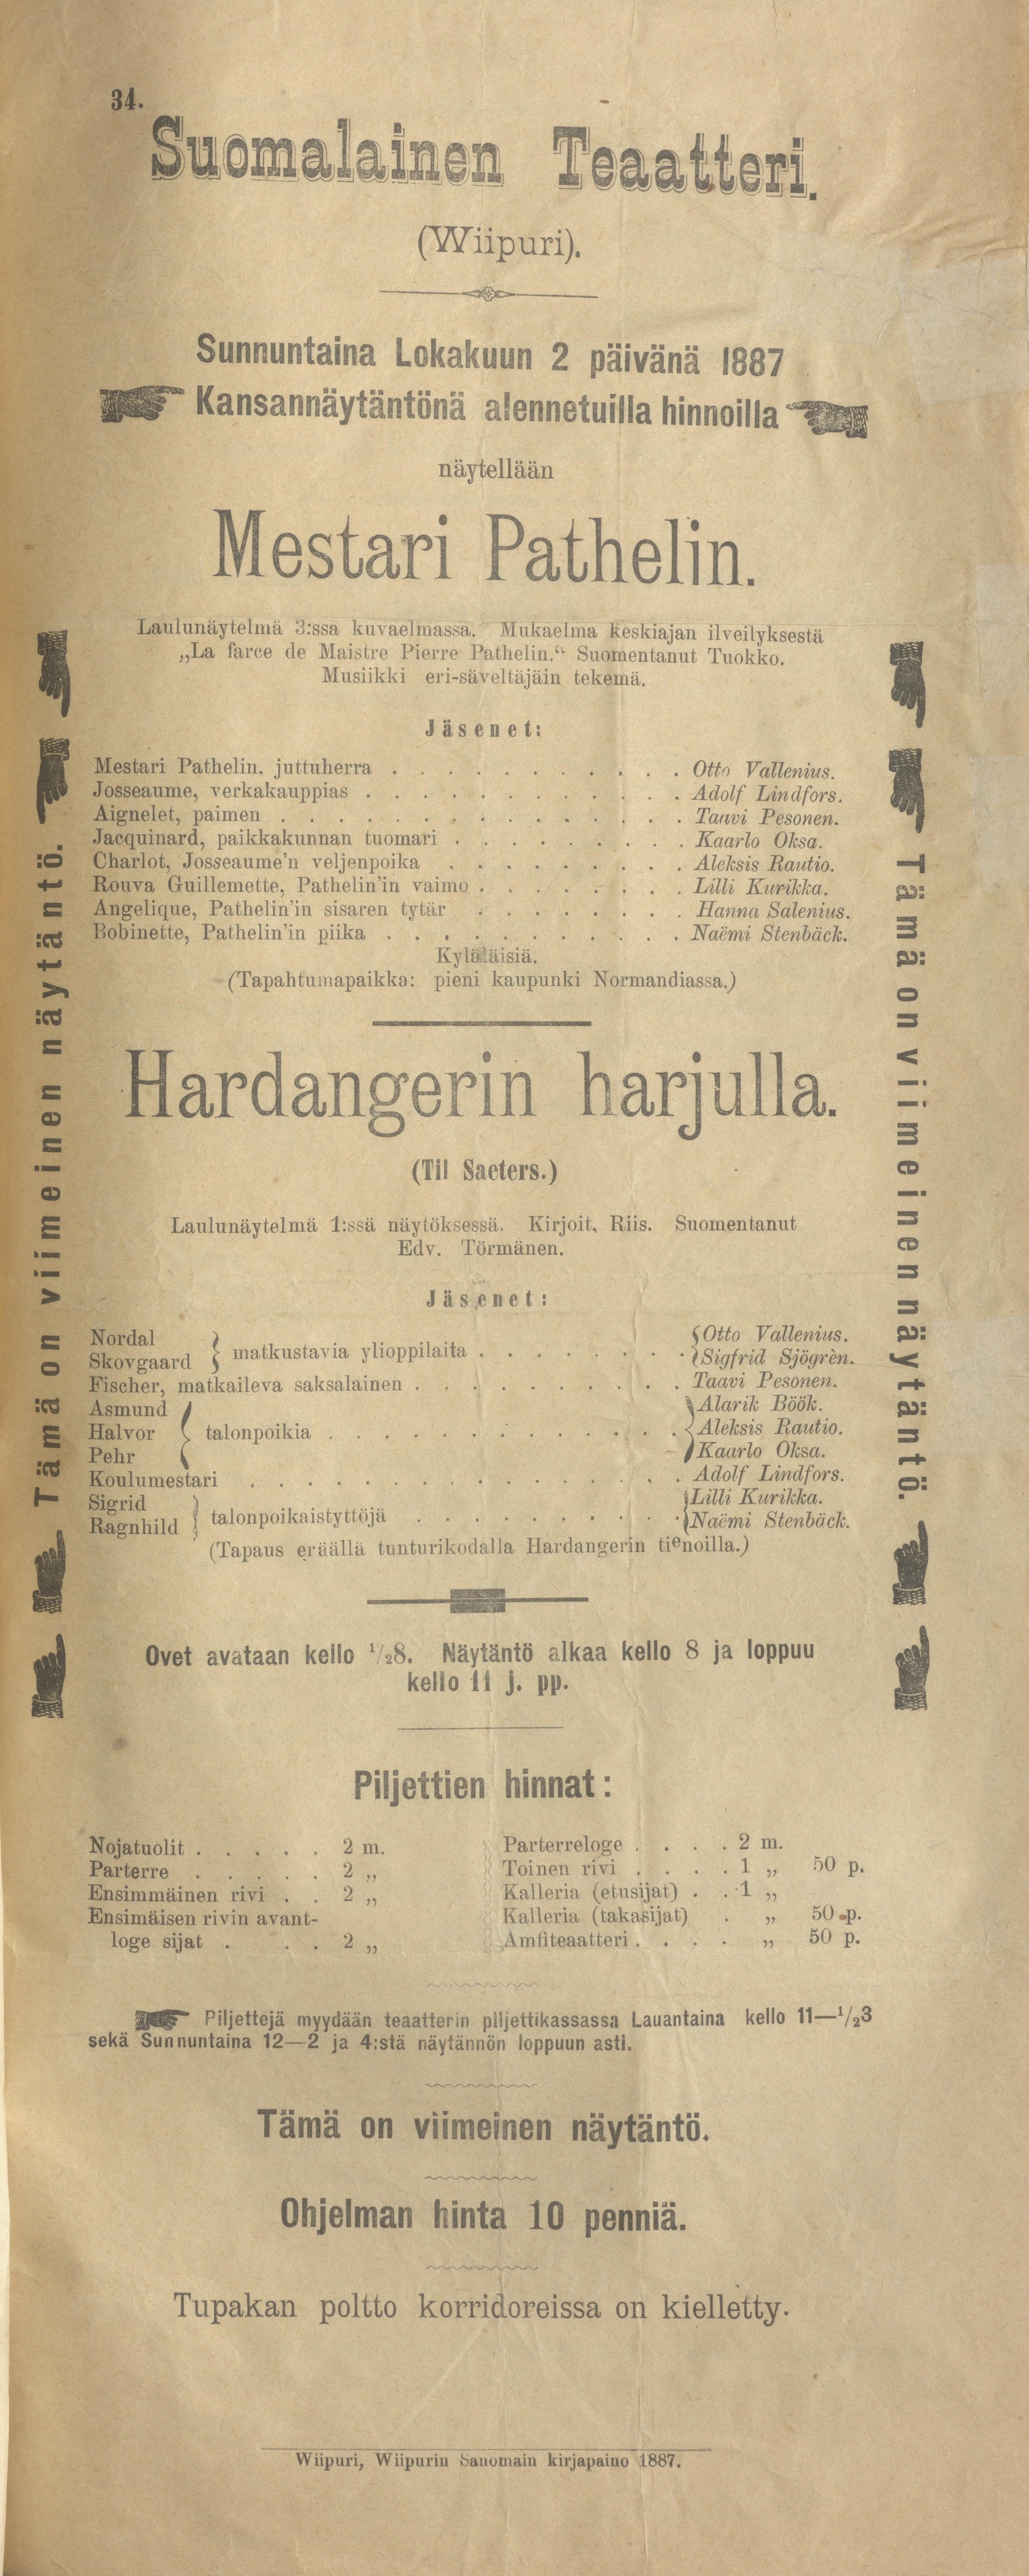 34.
Suomalainen Teaatteri.
(Wiipuri).
Sunnuntaina Lokakuun 2 päivänä 1887
Kansannäytäntönä alennetuilla hinnoilla
näytellään
Mestari Pathelin.
Laulunäytelmä 3:ssa kuvaelmassa. Mukaelma keskiajan ilveilyksestä
„La farce de Maistre Pierre Pathelin.“ Suomentanut Tuokko.
Musiikki eri-säveltäjäin tekemä.
Jäsenet:
Mestari Pathelin. juttuherra . . . . . . . . . . . Otto Vallenius.
Josseaume, verkakauppias . . . . . . . . . . . . Adolf Lindfors.
Aignelet, paimen . . . . . . . . . . . . . . . Taavi Pesonen.
Jacquinard, paikkakunnan tuomari . . . . . . . . . Kaarlo Oksa.
Charlot, Josseaume'n veljenpoika . . . . . . . . . Aleksis Rautio.
Rouva Guillemette, Pathelin'in vaimo . . . . . . . . Lilli Kurikka.
Angelique, Pathelin'in sisaren tytär . . . . . . . . Hanna Salenius.
Bobinette, Pathelin'in piika . . . . . . . . . . . Naëmi Stenbäck.
Kyläläisiä.
(Tapahtumapaikka: pieni kaupunki Normandiassa.)
Hardangerin harjulla.
(Til Saeters.)
Laulunäytelmä 1:ssä näytöksessä. Kirjoit. Riis. Suomentanut
Edv. Törmänen.
Jäsenet:
Nordal
Skovgaard } matkustavia ylioppilaita . . . . . . . . { Otto Vallenius.
Sigfrid Sjögrèn.
Fischer, matkaileva saksalainen . . . . . . . . . . Taavi Pesonen.
Asmund
Halvor
Pehr { talonpoikia . . . . . . . . . . . . . { Alarik Böök.
Aleksis Rautio.
Kaarlo Oksa.
Koulumestari . . . . . . . . . . . . . . . . Adolf Lindfors.
Sigrid
Ragnhild } talonpoikaistyttöjä . . . . . . . . . . { Lilli Kurikka.
Naëmi Stenbäck.
(Tapaus eräällä tunturikodalla Hardangerin tienoilla.)
Ovet avataan kello 1/28. Näytäntö alkaa kello 8 ja loppuu
kello 11 j. pp.
Piljettien hinnat:
Nojatuolit . . . . . 2 m.
Parterre . . . . . 2 „
Ensimmäinen rivi . . 2 „
Ensimäisen rivin avant-
loge sijat . . . 2 „
Parterreloge . . . . 2 m.
Toinen rivi . . . . 1 „ 50 p.
Kalleria (etusijat) . . 1 „
Kalleria (takasijat) . „ 50 p.
Amfiteaatteri . . . . „ 50 p.
Piljettejä myydään teaatterin piljettikassassa Lauantaina kello 11—1/23
sekä Sunnuntaina 12—2 ja 4:stä näytännön loppuun asti.
Tämä on viimeinen näytäntö.
Ohjelman hinta 10 penniä.
Tupakan poltto korridoreissa on kielletty.
Wiipuri, Wiipurin Sanomain kirjapaino 1887.
Tämä on viimeinen näytäntö.
Tämä on viimeinen näytäntö.